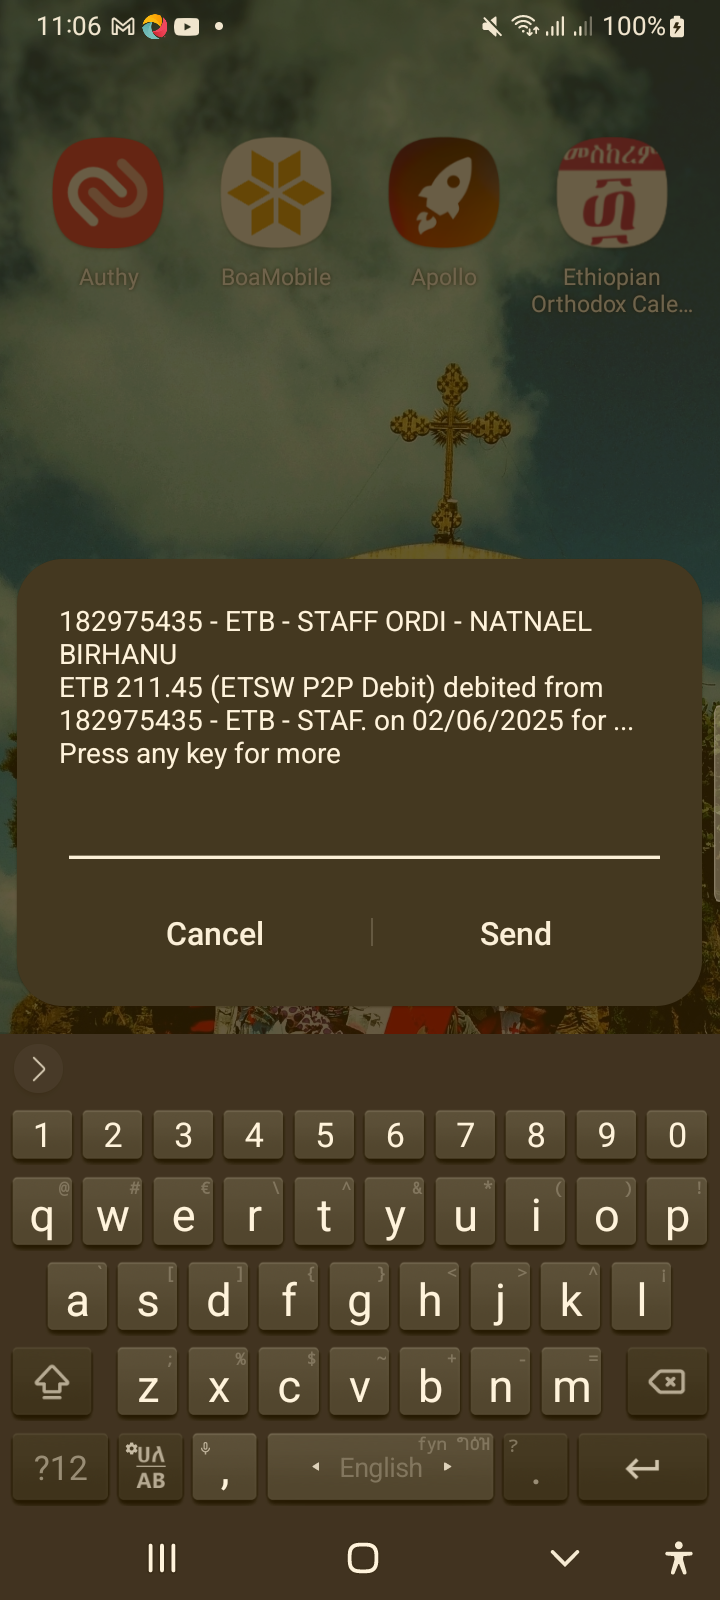 11:06
100%
መስከረም
፩
Authy
BoaMobile
Apollo
Ethiopian
Orthodox Cale...
182975435 - ETB - STAFF ORDI - NATNAEL
BIRHANU
ETB 211.45 (ETSW P2P Debit) debited from
182975435 - ETB - STAF. on 02/06/2025 for ...
Press any key for more
Cancel
Send
1 2 3 4 5 6 7 8 9 0
@ # € \ ^ & * ( ) !
q w e r t y u i o p
` [ ] { } < > ^ ¡
a s d f g h j k l
; % $ ~ + - =
z x c v b n m
fyn ?
?12 ሀለ AB , English .